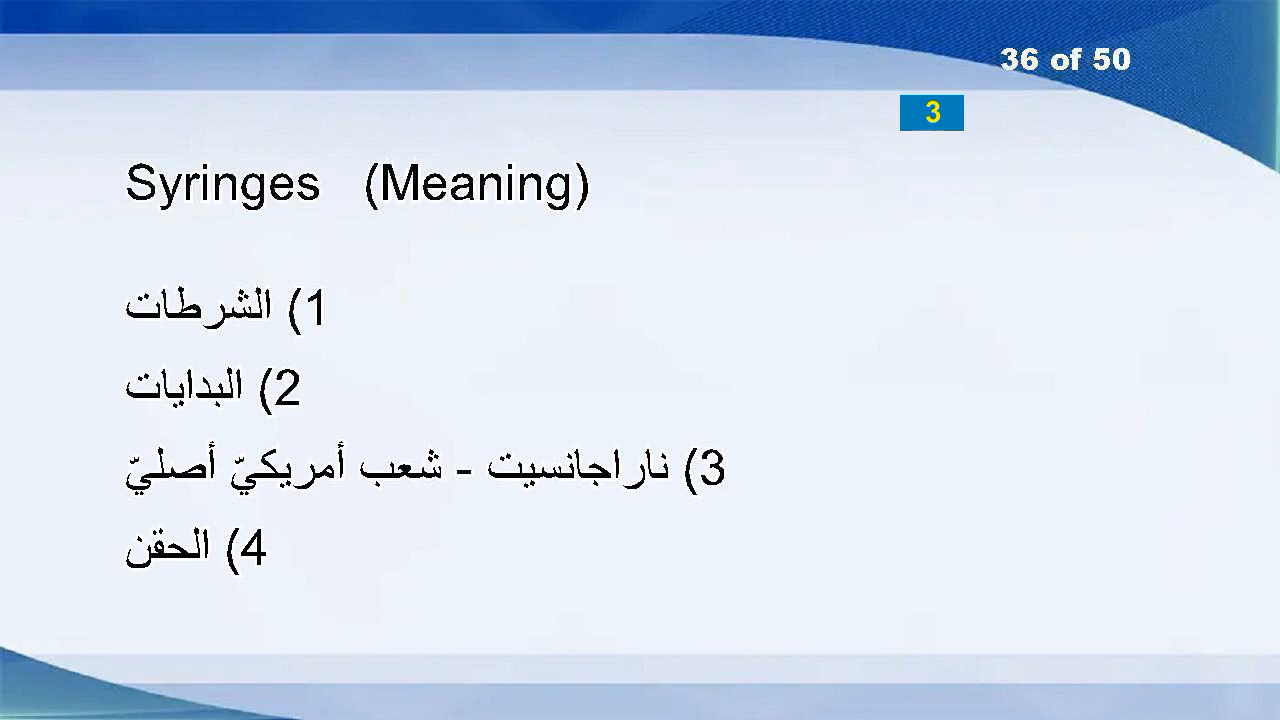 36 of 50
3
Syringes (Meaning)
1) الشرطات
2) البدايات
3) ناراجانسيت - شعب أمريكيّ أصليّ
4) الحقن